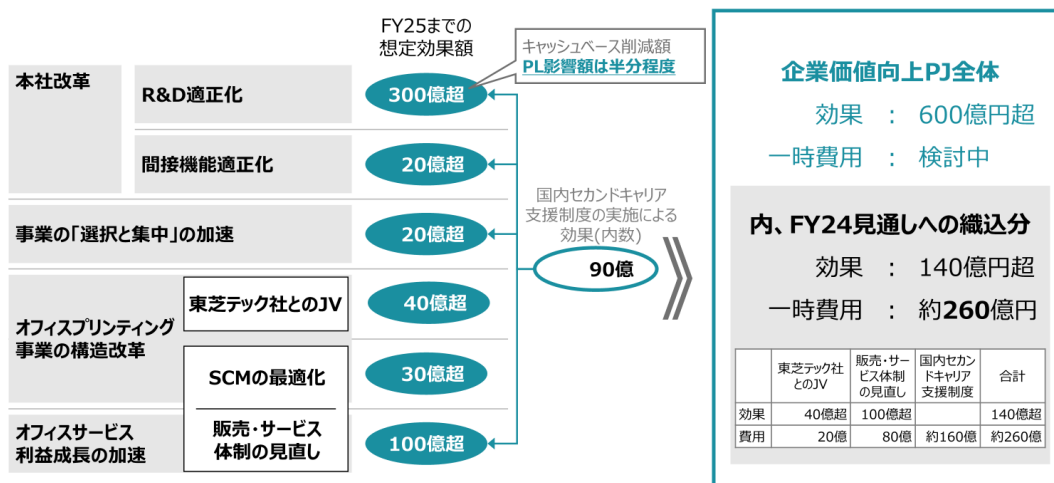 FY25までの
想定効果額
キャッシュベース削減額
PL影響額は半分程度
本社改革
R&D適正化
300億超
間接機能適正化
20億超
事業の「選択と集中」の加速
20億超
国内セカンドキャリア
支援制度の実施による
効果(内数)
90億
オフィスプリンティング
事業の構造改革
東芝テック社とのJV
40億超
SCMの最適化
30億超
オフィスサービス
利益成長の加速
販売・サービス
体制の見直し
100億超
企業価値向上PJ全体
効果 : 600億円超
一時費用 : 検討中
内、FY24見通しへの織込分
効果 : 140億円超
一時費用 : 約260億円
東芝テック社
とのJV
販売・サー
ビス体制
の見直し
国内セカン
ドキャリア
支援制度
合計
効果 40億超 100億超 140億超
費用 20億 80億 約160億 約260億